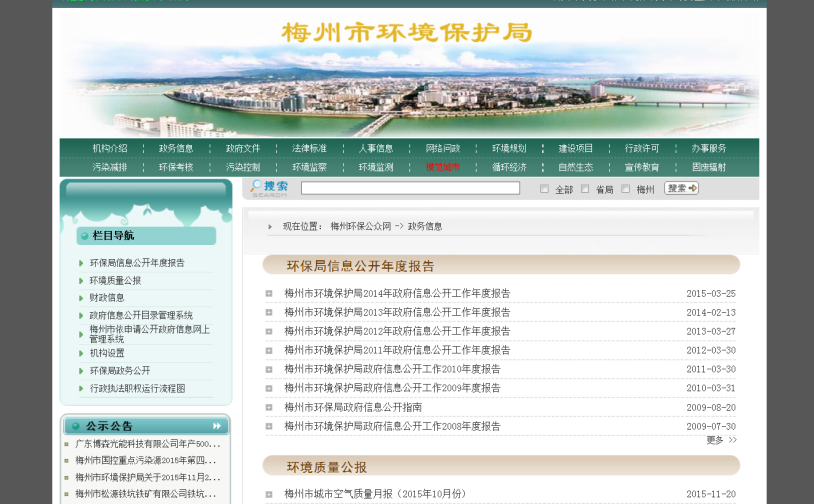 梅州市环境保护局
机构介绍 政务信息 政府文件 法律标准 人事信息 网络问政 环境规划 建设项目 行政许可 办事服务
污染减排 环保考核 污染控制 环境监察 环境监测 模范城市 循环经济 自然生态 宣传教育 固废辐射
搜索 全部 省局 梅州 搜索
SEARCH
现在位置: 梅州环保公众网 -> 政务信息
栏目导航
环保局信息公开年度报告
环境质量公报
财政信息
政府信息公开目录管理系统
梅州市依申请公开政府信息网上
管理系统
机构设置
环保局政务公开
行政执法职权运行流程图
公示公告
广东博森光能科技有限公司年产500...
梅州市国控重点污染源2015年第四...
梅州市环境保护局关于2015年11月2...
梅州市松源铁坑铁矿有限公司铁坑...
环保局信息公开年度报告
梅州市环境保护局2014年政府信息公开工作年度报告 2015-03-25
梅州市环境保护局2013年政府信息公开工作年度报告 2014-02-13
梅州市环境保护局2012年政府信息公开工作年度报告 2013-03-27
梅州市环境保护局2011年政府信息公开工作年度报告 2012-03-30
梅州市环境保护局政府信息公开工作2010年度报告 2011-03-30
梅州市环境保护局政府信息公开工作2009年度报告 2010-03-31
梅州市环保局政府信息公开指南 2009-08-20
梅州市环境保护局政府信息公开工作2008年度报告 2009-07-30
更多 >>
环境质量公报
梅州市城市空气质量月报（2015年10月份） 2015-11-20